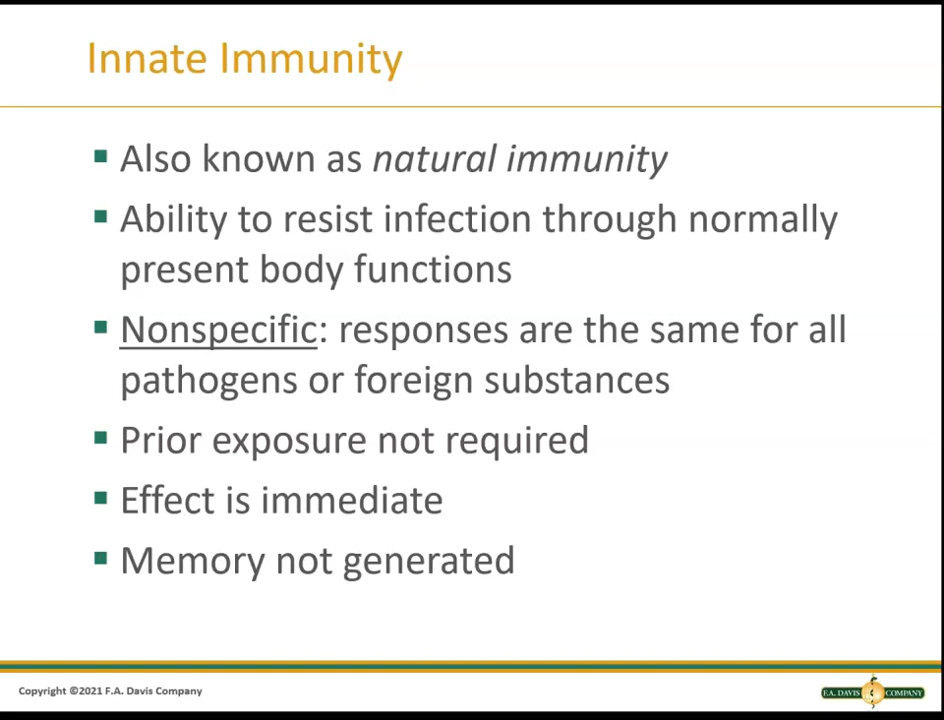 Innate Immunity
▪ Also known as natural immunity
▪ Ability to resist infection through normally
present body functions
▪ Nonspecific: responses are the same for all
pathogens or foreign substances
▪ Prior exposure not required
▪ Effect is immediate
▪ Memory not generated
Copyright ©2021 F.A. Davis Company
F.A. DAVIS COMPANY